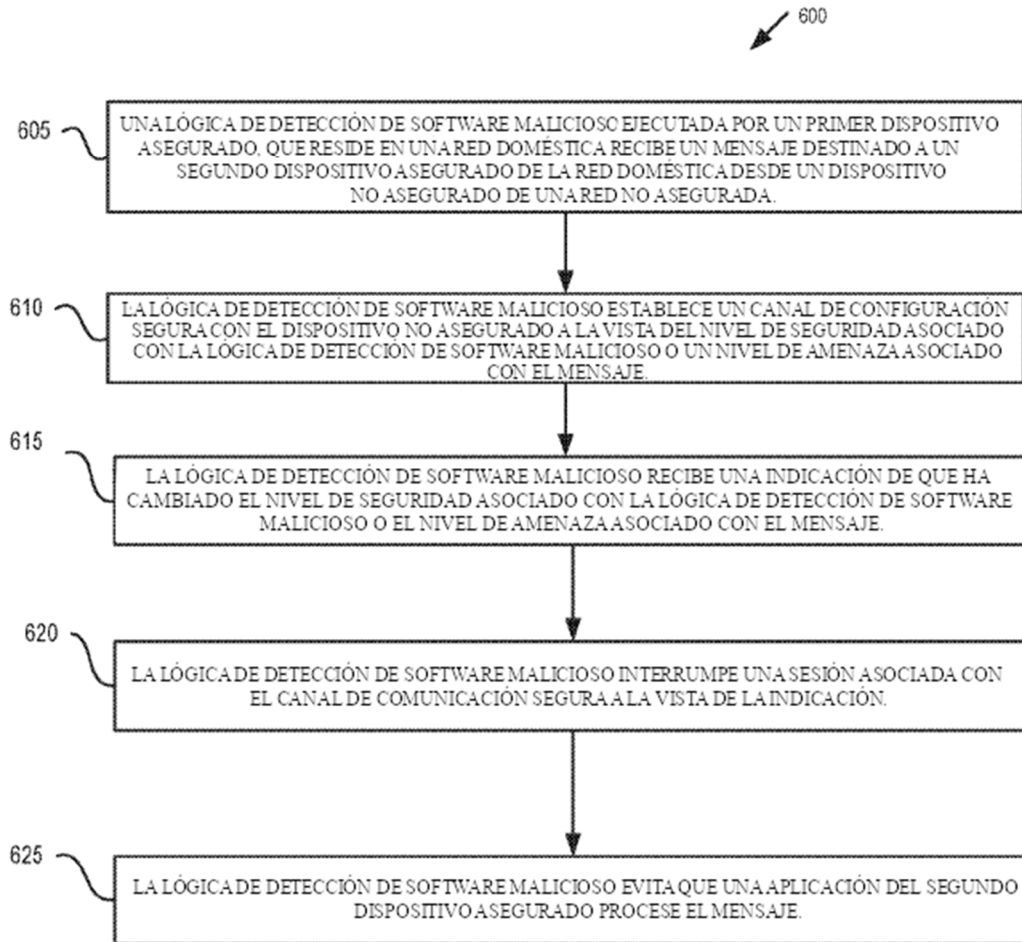 600
605
UNA LÓGICA DE DETECCIÓN DE SOFTWARE MALICIOSO EJECUTADA POR UN PRIMER DISPOSITIVO
ASEGURADO, QUE RESIDE EN UNA RED DOMÉSTICA RECIBE UN MENSAJE DESTINADO A UN
SEGUNDO DISPOSITIVO ASEGURADO DE LA RED DOMÉSTICA DESDE UN DISPOSITIVO
NO ASEGURADO DE UNA RED NO ASEGURADA.
610
LA LÓGICA DE DETECCIÓN DE SOFTWARE MALICIOSO ESTABLECE UN CANAL DE CONFIGURACIÓN
SEGURA CON EL DISPOSITIVO NO ASEGURADO A LA VISTA DEL NIVEL DE SEGURIDAD ASOCIADO
CON LA LÓGICA DE DETECCIÓN DE SOFTWARE MALICIOSO O UN NIVEL DE AMENAZA ASOCIADO
CON EL MENSAJE.
615
LA LÓGICA DE DETECCIÓN DE SOFTWARE MALICIOSO RECIBE UNA INDICACIÓN DE QUE HA
CAMBIADO EL NIVEL DE SEGURIDAD ASOCIADO CON LA LÓGICA DE DETECCIÓN DE SOFTWARE
MALICIOSO O EL NIVEL DE AMENAZA ASOCIADO CON EL MENSAJE.
620
LA LÓGICA DE DETECCIÓN DE SOFTWARE MALICIOSO INTERRUMPE UNA SESIÓN ASOCIADA CON
EL CANAL DE COMUNICACIÓN SEGURA A LA VISTA DE LA INDICACIÓN.
625
LA LÓGICA DE DETECCIÓN DE SOFTWARE MALICIOSO EVITA QUE UNA APLICACIÓN DEL SEGUNDO
DISPOSITIVO ASEGURADO PROCESE EL MENSAJE.